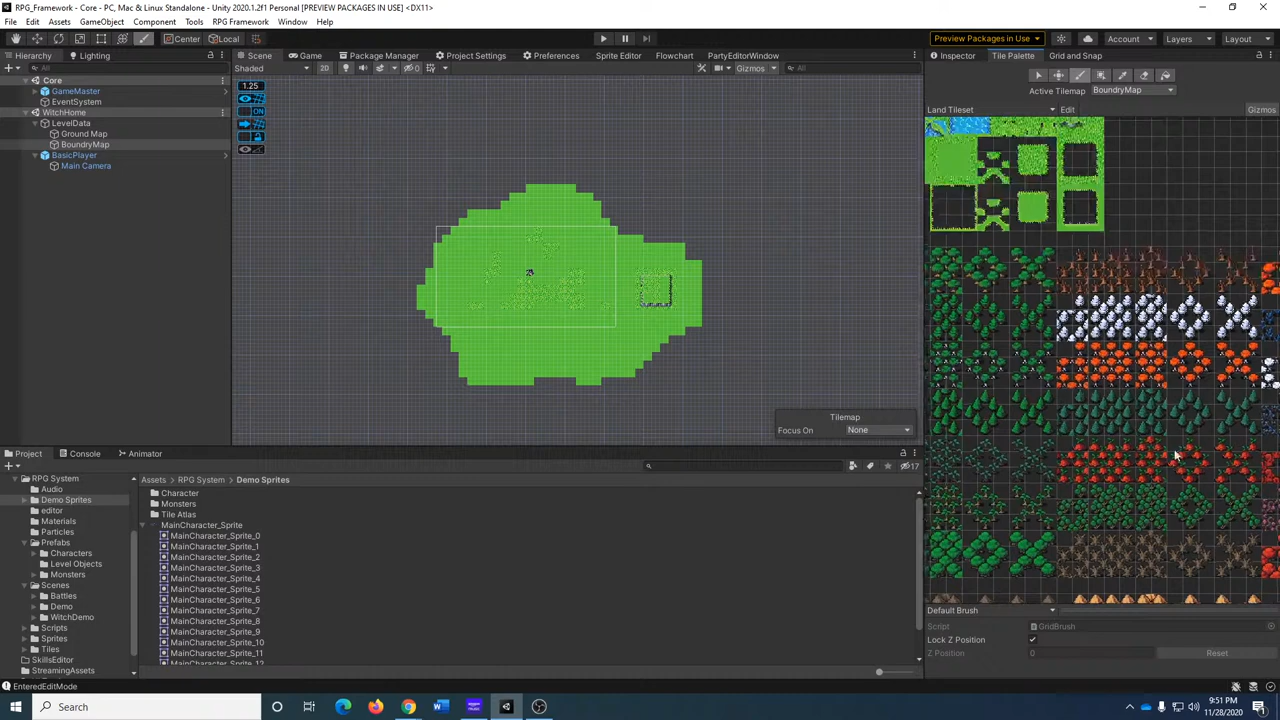 RPG_Framework - Core - PC, Mac & Linux Standalone - Unity 2020.1.2f1 Personal [PREVIEW PACKAGES IN USE] <DX11>
File Edit Assets GameObject Component Tools RPG Framework Window Help
Center Local Preview Packages in Use Account Layers Layout
Hierarchy Lighting Scene Game Package Manager Project Settings Preferences Sprite Editor Flowchart PartyEditorWindow Inspector Tile Palette Grid and Snap
All Shaded 2D 0 Gizmos All
Core
GameMaster
EventSystem
WitchHome
LevelData
Ground Map
BoundryMap
BasicPlayer
Main Camera
1.25
ON
Active Tilemap BoundryMap
Land Tileset Edit Gizmos
Tilemap
Focus On None
Project Console Animator
17
RPG System
Audio
Demo Sprites
editor
Materials
Particles
Prefabs
Characters
Level Objects
Monsters
Scenes
Battles
Demo
WitchDemo
Scripts
Sprites
Tiles
SkillsEditor
StreamingAssets
Assets > RPG System > Demo Sprites
Character
Monsters
Tile Atlas
MainCharacter_Sprite
MainCharacter_Sprite_0
MainCharacter_Sprite_1
MainCharacter_Sprite_2
MainCharacter_Sprite_3
MainCharacter_Sprite_4
MainCharacter_Sprite_5
MainCharacter_Sprite_6
MainCharacter_Sprite_7
MainCharacter_Sprite_8
MainCharacter_Sprite_9
MainCharacter_Sprite_10
MainCharacter_Sprite_11
MainCharacter_Sprite_12
Default Brush
Script GridBrush
Lock Z Position
Z Position 0 Reset
EnteredEditMode
Search
9:51 PM
11/28/2020